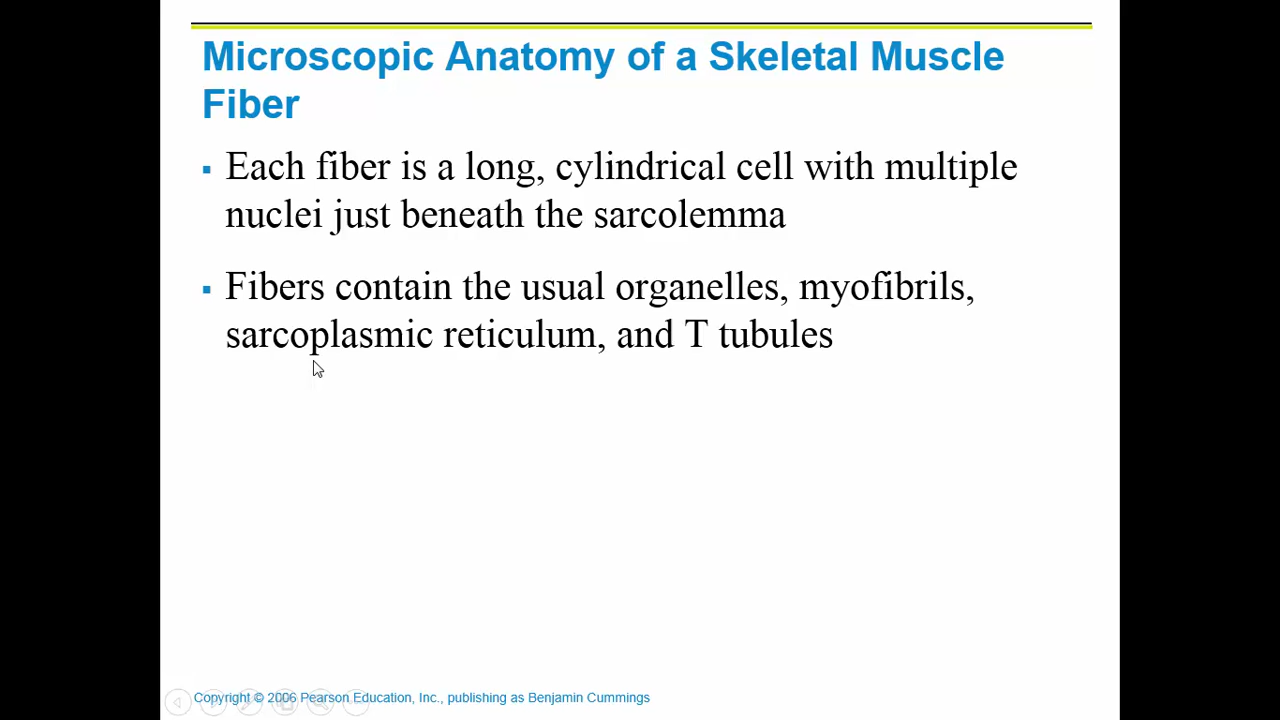 Microscopic Anatomy of a Skeletal Muscle
Fiber
Each fiber is a long, cylindrical cell with multiple
nuclei just beneath the sarcolemma
Fibers contain the usual organelles, myofibrils,
sarcoplasmic reticulum, and T tubules
Copyright © 2006 Pearson Education, Inc., publishing as Benjamin Cummings